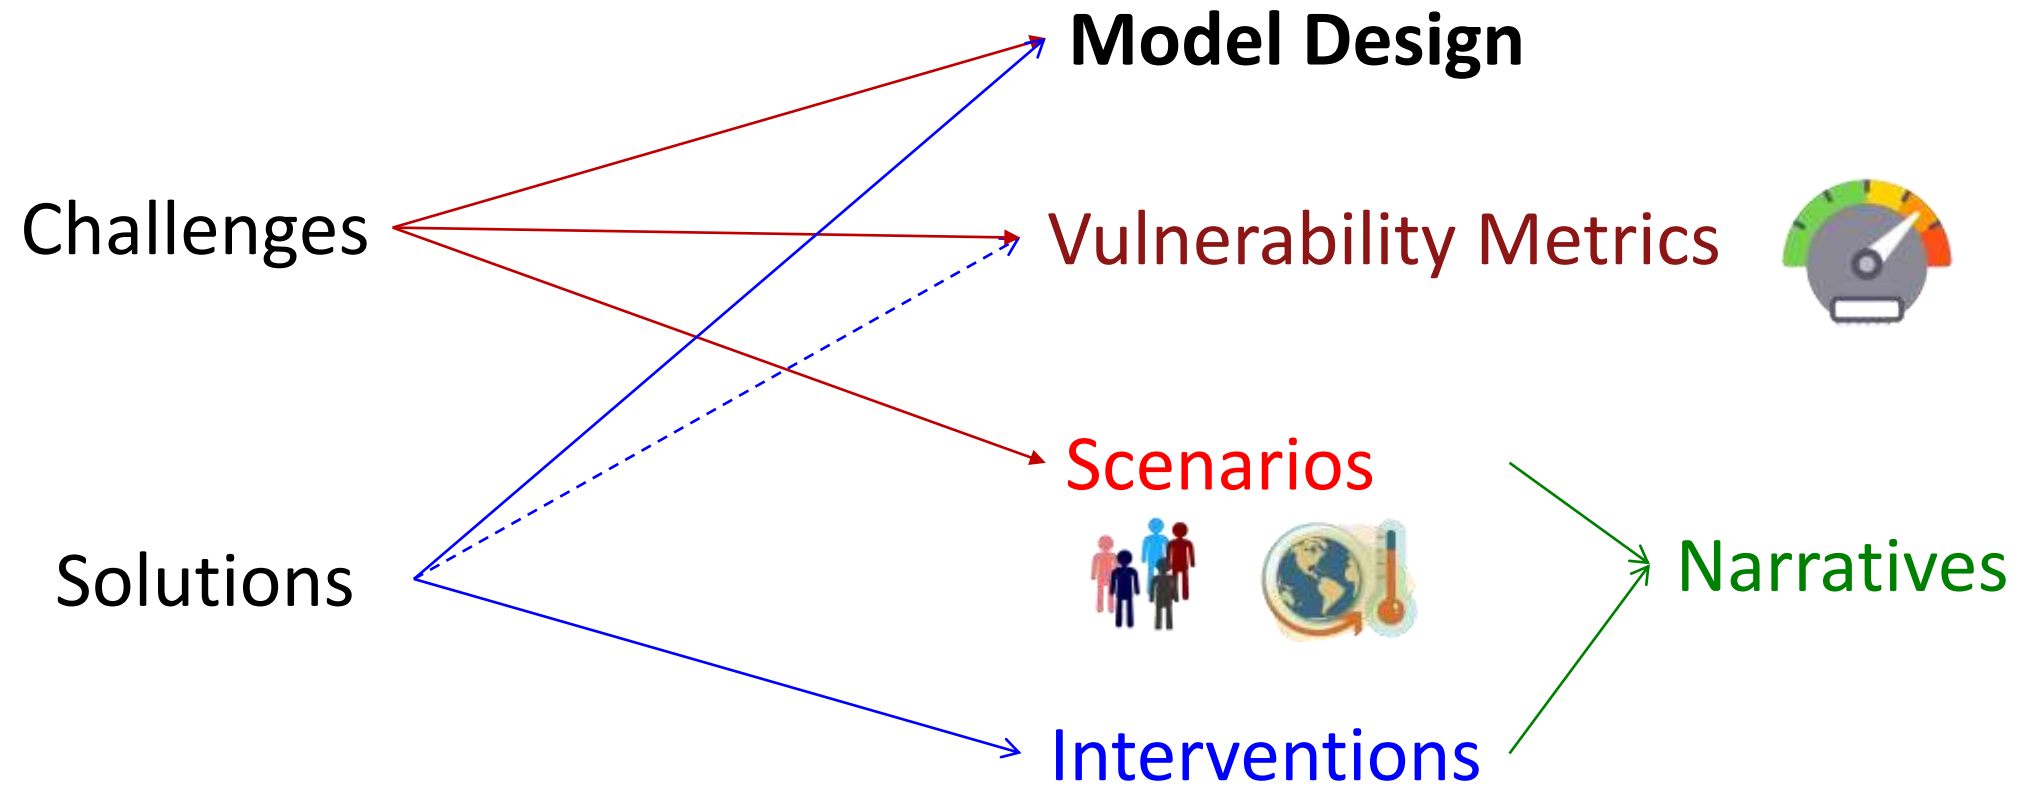 Model Design
Challenges
Vulnerability Metrics
Scenarios
Solutions
Narratives
Interventions